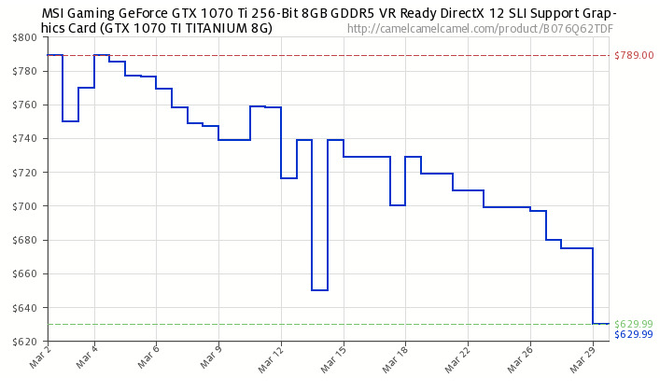 MSI Gaming GeForce GTX 1070 Ti 256-Bit 8GB GDDR5 VR Ready DirectX 12 SLI Support Grap-
hics Card (GTX 1070 TI TITANIUM 8G)
http://camelcamelcamel.com/product/B076Q62TDF
$800
$789.00
$780
$760
$740
$720
$700
$680
$660
$640
$629.99
$629.99
$620
Mar 2
Mar 4
Mar 6
Mar 9
Mar 12
Mar 15
Mar 18
Mar 22
Mar 26
Mar 29